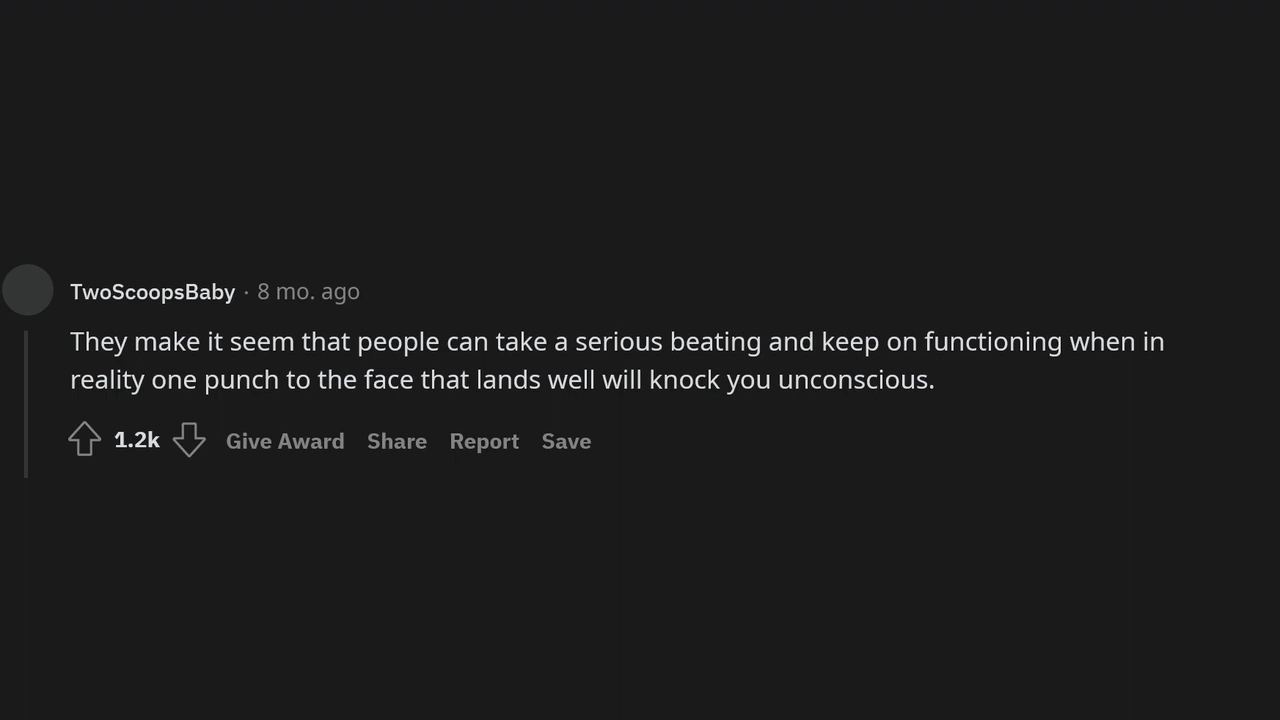 TwoScoopsBaby · 8 mo. ago
They make it seem that people can take a serious beating and keep on functioning when in
reality one punch to the face that lands well will knock you unconscious.
1.2k Give Award Share Report Save